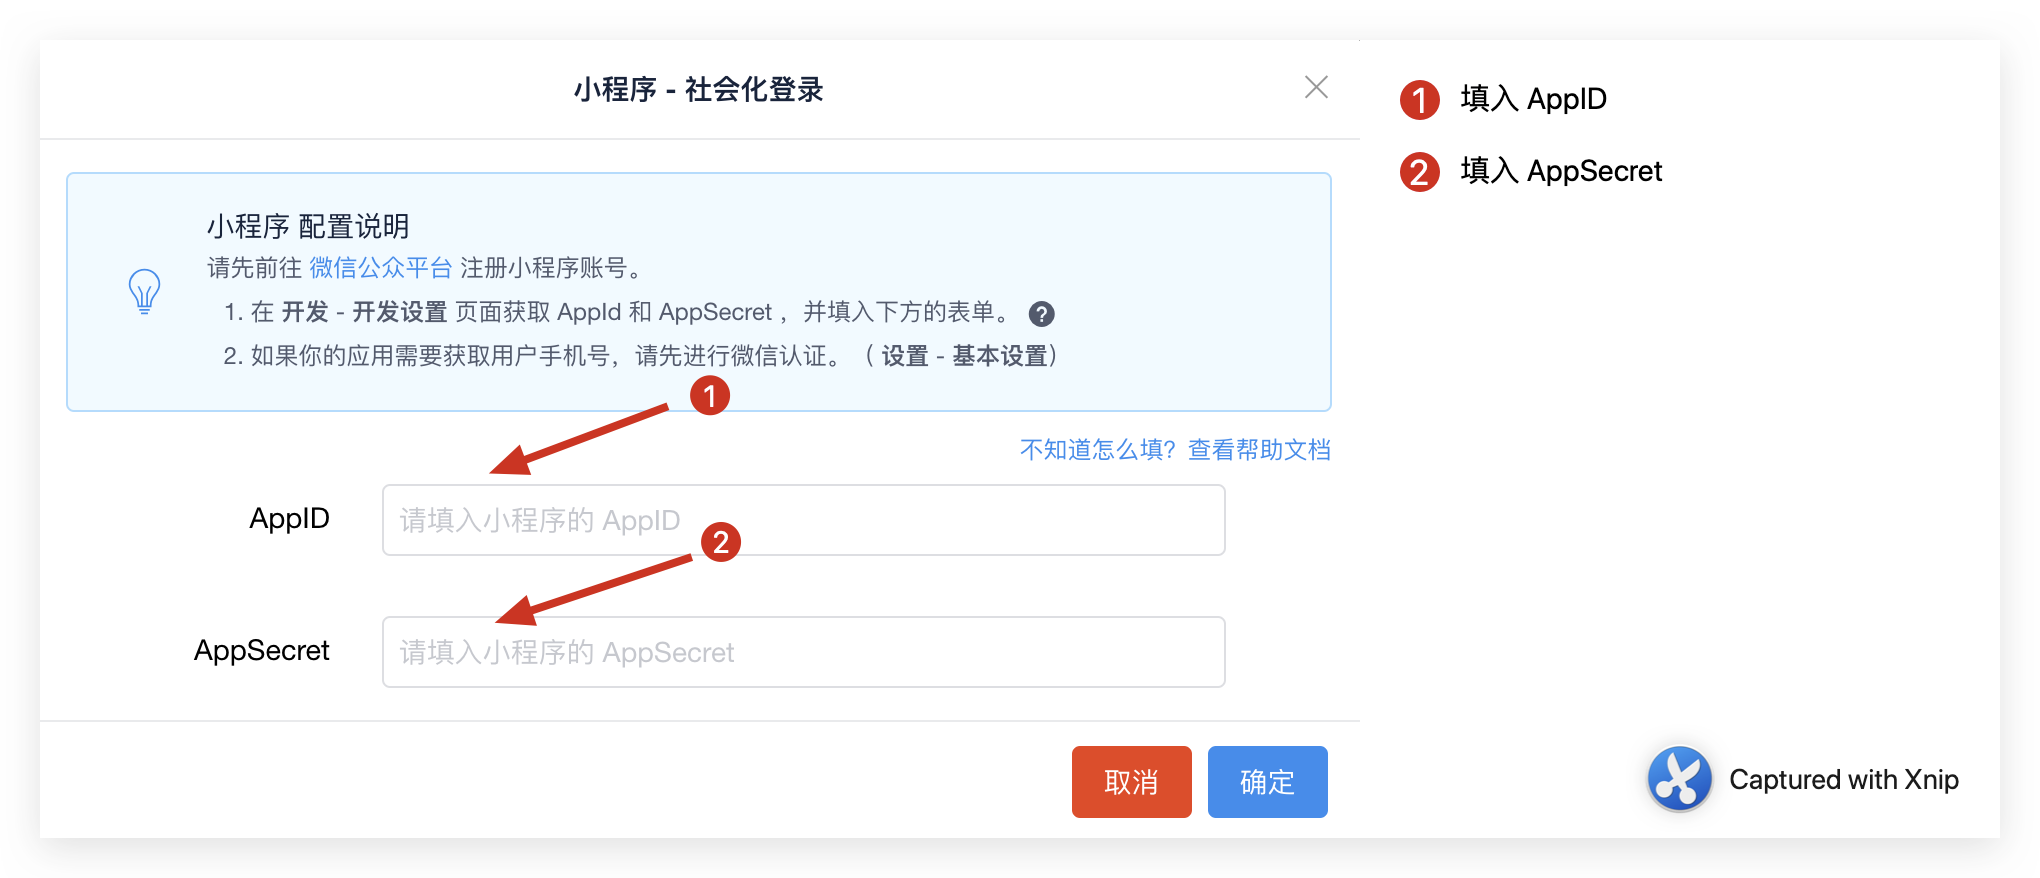 小程序 - 社会化登录
小程序 配置说明
请先前往 微信公众平台 注册小程序账号。
1. 在 开发 - 开发设置 页面获取 AppId 和 AppSecret ，并填入下方的表单。 ?
2. 如果你的应用需要获取用户手机号，请先进行微信认证。（ 设置 - 基本设置）
1
不知道怎么填？查看帮助文档
AppID
请填入小程序的 AppID
2
AppSecret
请填入小程序的 AppSecret
取消
确定
1 填入 AppID
2 填入 AppSecret
Captured with Xnip